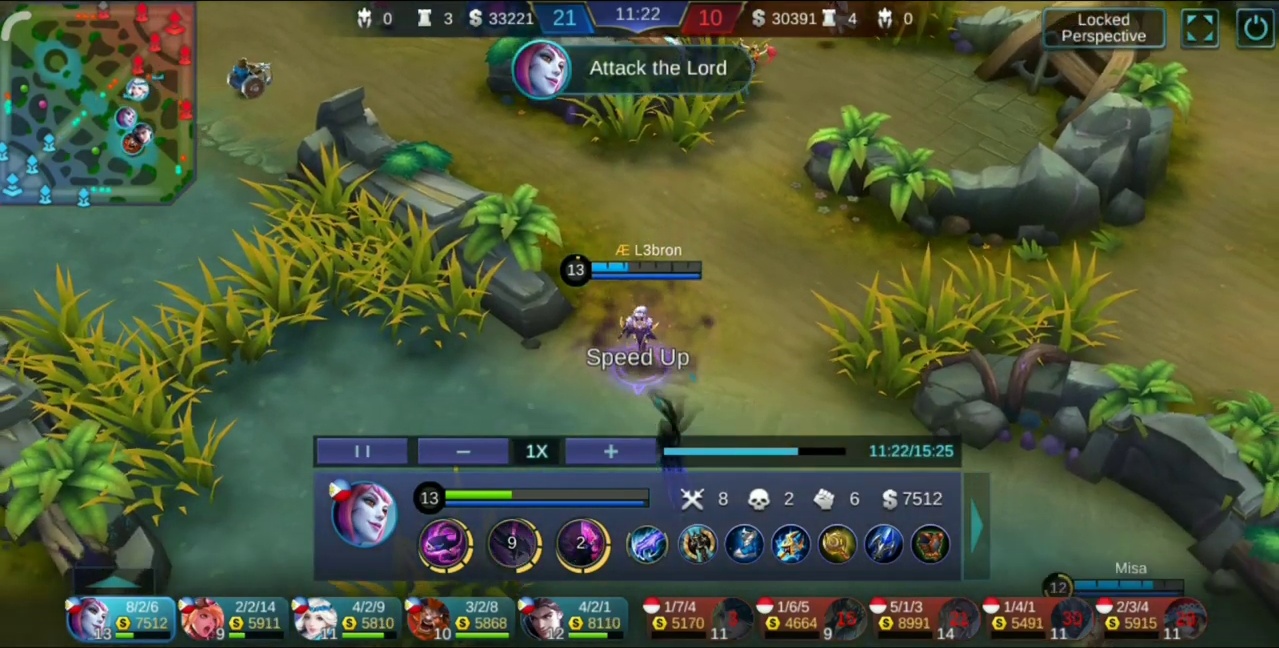 0 3 $ 33221 21 11:22 10 $ 30391 4 0
Locked
Perspective
Attack the Lord
Æ L3bron
13
Speed Up
1X
11:22/15:25
13
8 2 6 $ 7512
9 2
Misa
12
8/2/6 2/2/14 4/2/9 3/2/8 4/2/1 1/7/4 1/6/5 5/1/3 1/4/1 2/3/4
7512 5911 5810 5868 8110 5170 4664 8991 5491 5915
13 9 11 10 12 11 9 14 11 11